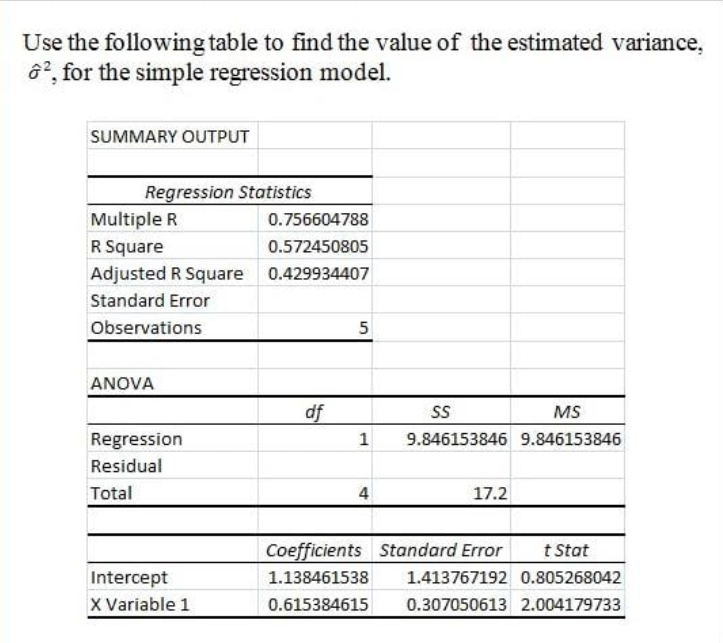 Use the following table to find the value of the estimated variance,
σ̂², for the simple regression model.
SUMMARY OUTPUT
Regression Statistics
Multiple R 0.756604788
R Square 0.572450805
Adjusted R Square 0.429934407
Standard Error
Observations 5
ANOVA
df SS MS
Regression 1 9.846153846 9.846153846
Residual
Total 4 17.2
Coefficients Standard Error t Stat
Intercept 1.138461538 1.413767192 0.805268042
X Variable 1 0.615384615 0.307050613 2.004179733